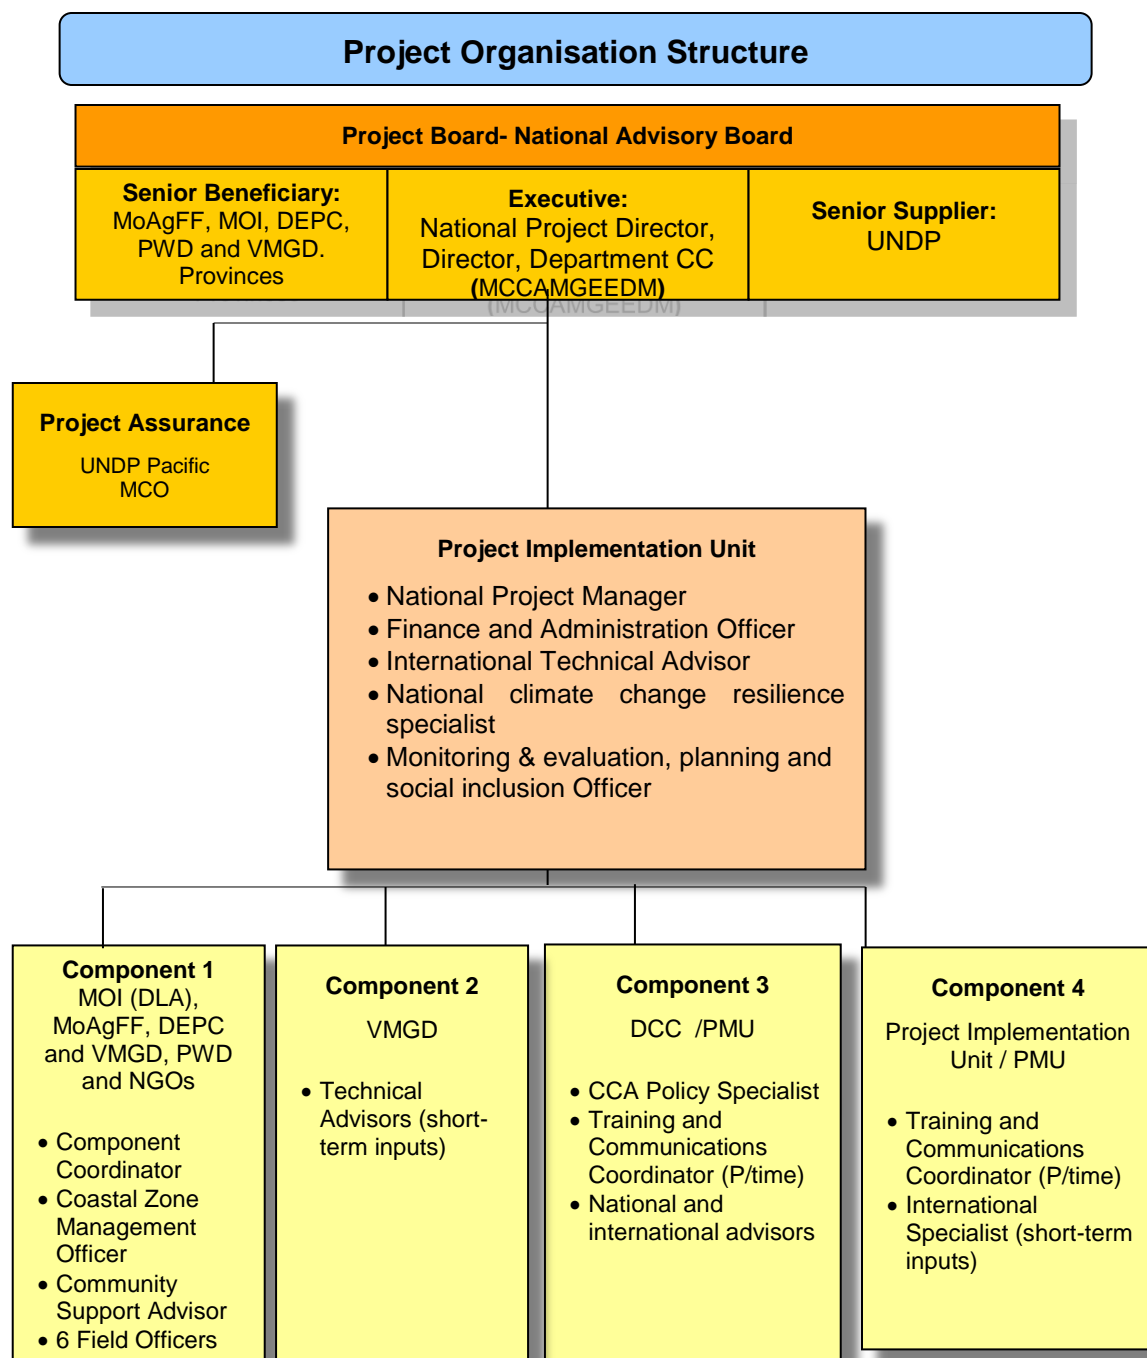 Project Organisation Structure
Project Board- National Advisory Board
Senior Beneficiary:
MoAgFF, MOI, DEPC,
PWD and VMGD.
Provinces
Executive:
National Project Director,
Director, Department CC
(MCCAMGEEDM)
(MCCAMGEEDM)
Senior Supplier:
UNDP
Project Assurance
UNDP Pacific
MCO
Project Implementation Unit
• National Project Manager
• Finance and Administration Officer
• International Technical Advisor
• National climate change resilience
specialist
• Monitoring & evaluation, planning and
social inclusion Officer
Component 1
MOI (DLA),
MoAgFF, DEPC
and VMGD, PWD
and NGOs
• Component
Coordinator
• Coastal Zone
Management
Officer
• Community
Support Advisor
• 6 Field Officers
Component 2
VMGD
• Technical
Advisors (short-
term inputs)
Component 3
DCC /PMU
• CCA Policy Specialist
• Training and
Communications
Coordinator (P/time)
• National and
international advisors
Component 4
Project Implementation
Unit / PMU
• Training and
Communications
Coordinator (P/time)
• International
Specialist (short-term
inputs)